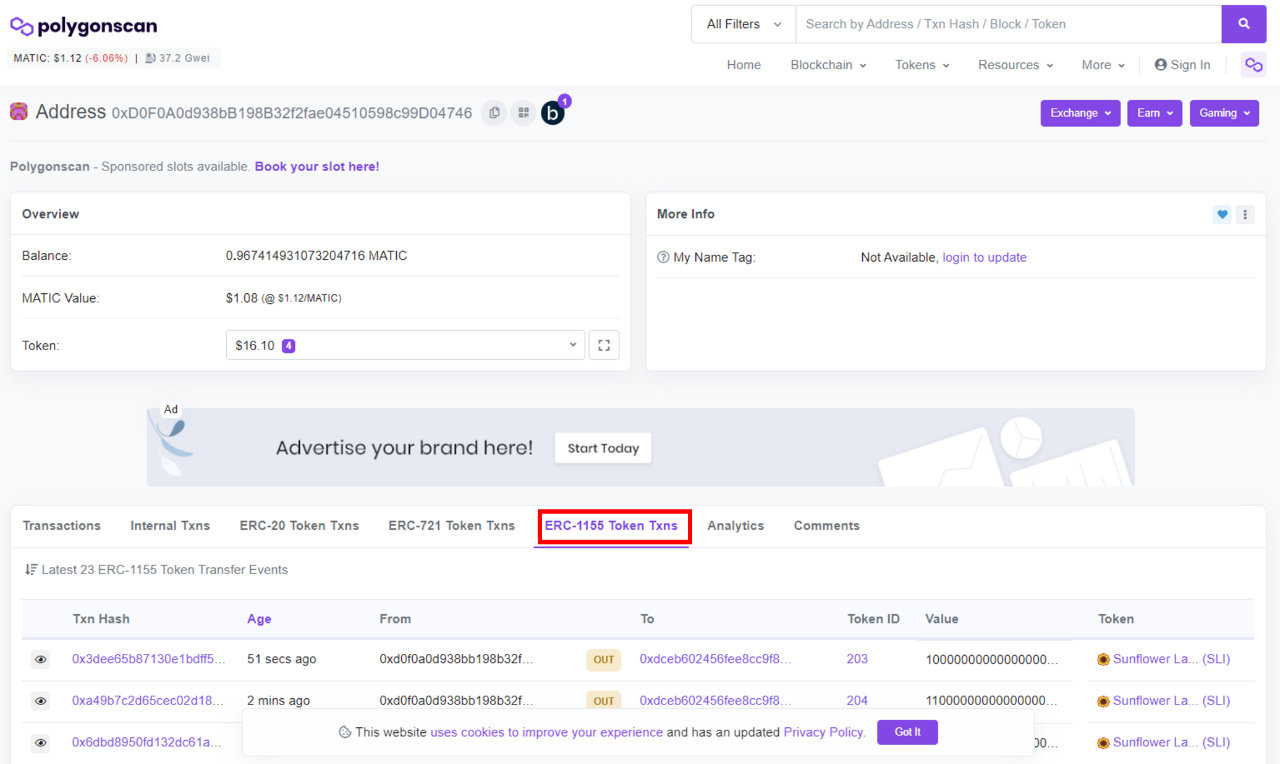 polygonscan
All Filters
Search by Address / Txn Hash / Block / Token
MATIC: $1.12 (-6.06%) | 37.2 Gwei
Home Blockchain Tokens Resources More Sign In
Address 0xD0F0A0d938bB198B32f2fae04510598c99D04746
b 1
Exchange Earn Gaming
Polygonscan - Sponsored slots available. Book your slot here!
Overview
Balance: 0.967414931073204716 MATIC
MATIC Value: $1.08 (@ $1.12/MATIC)
Token: $16.10 4
More Info
My Name Tag: Not Available, login to update
Ad
Advertise your brand here! Start Today
Transactions Internal Txns ERC-20 Token Txns ERC-721 Token Txns ERC-1155 Token Txns Analytics Comments
Latest 23 ERC-1155 Token Transfer Events
Txn Hash Age From To Token ID Value Token
0x3dee65b87130e1bdff5... 51 secs ago 0xd0f0a0d938bb198b32f... OUT 0xdceb602456fee8cc9f8... 203 10000000000000000... Sunflower La... (SLI)
0xa49b7c2d65cec02d18... 2 mins ago 0xd0f0a0d938bb198b32f... OUT 0xdceb602456fee8cc9f8... 204 11000000000000000... Sunflower La... (SLI)
0x6dbd8950fd132dc61a... 00... Sunflower La... (SLI)
This website uses cookies to improve your experience and has an updated Privacy Policy. Got It